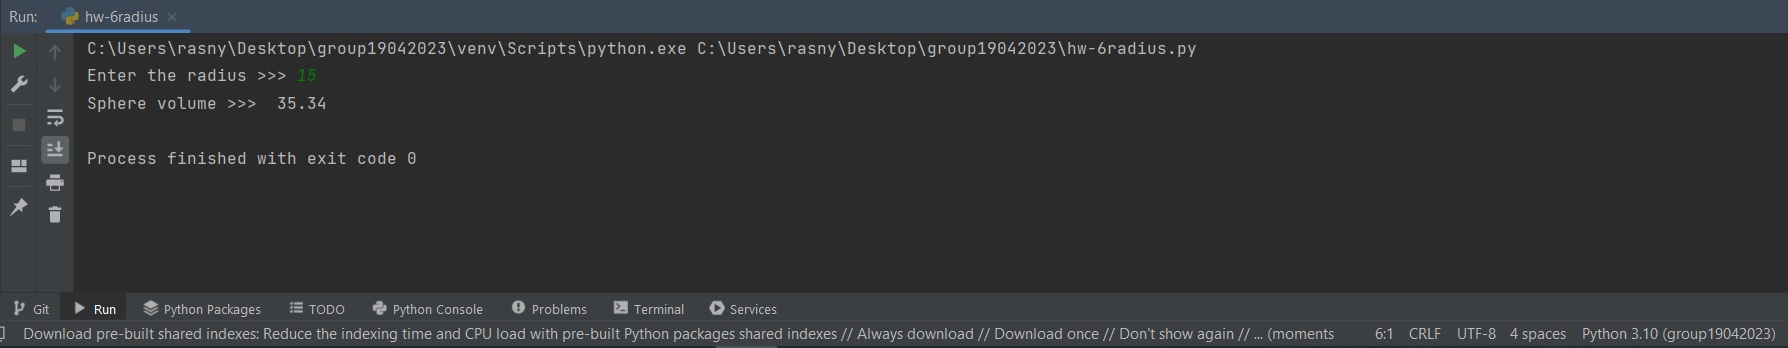 Run: hw-6radius
C:\Users\rasny\Desktop\group19042023\venv\Scripts\python.exe C:\Users\rasny\Desktop\group19042023\hw-6radius.py
Enter the radius >>> 15
Sphere volume >>>  35.34
Process finished with exit code 0
Git Run Python Packages TODO Python Console Problems Terminal Services
Download pre-built shared indexes: Reduce the indexing time and CPU load with pre-built Python packages shared indexes // Always download // Download once // Don't show again // ... (moments 6:1 CRLF UTF-8 4 spaces Python 3.10 (group19042023)